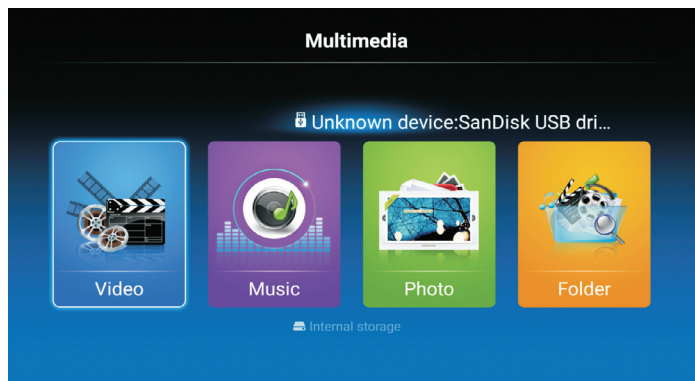 Multimedia
Unknown device:SanDisk USB dri...
Video Music Photo Folder
Internal storage